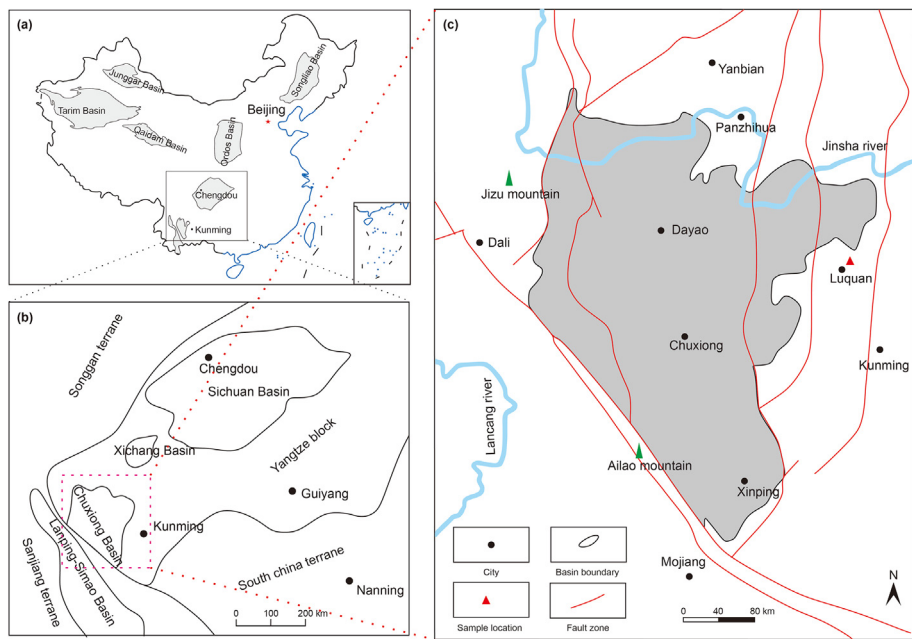 (a)
Junggar Basin
Songliao Basin
Tarim Basin
Beijing
Qaidam Basin
Ordos Basin
Chengdou
Kunming
(b)
Songgan terrane
Chengdou
Sichuan Basin
Xichang Basin
Yangtze block
Guiyang
Chuxiong Basin
Kunming
Lanping-Simao Basin
Sanjiang terrane
South china terrane
Nanning
0 200 km
(c)
Yanbian
Panzhihua
Jinsha river
Jizu mountain
Dayao
Dali
Luquan
Chuxiong
Kunming
Lancang river
Ailao mountain
Xinping
City
Basin boundary
Mojiang
N
Sample location
Fault zone
0 40 80 km